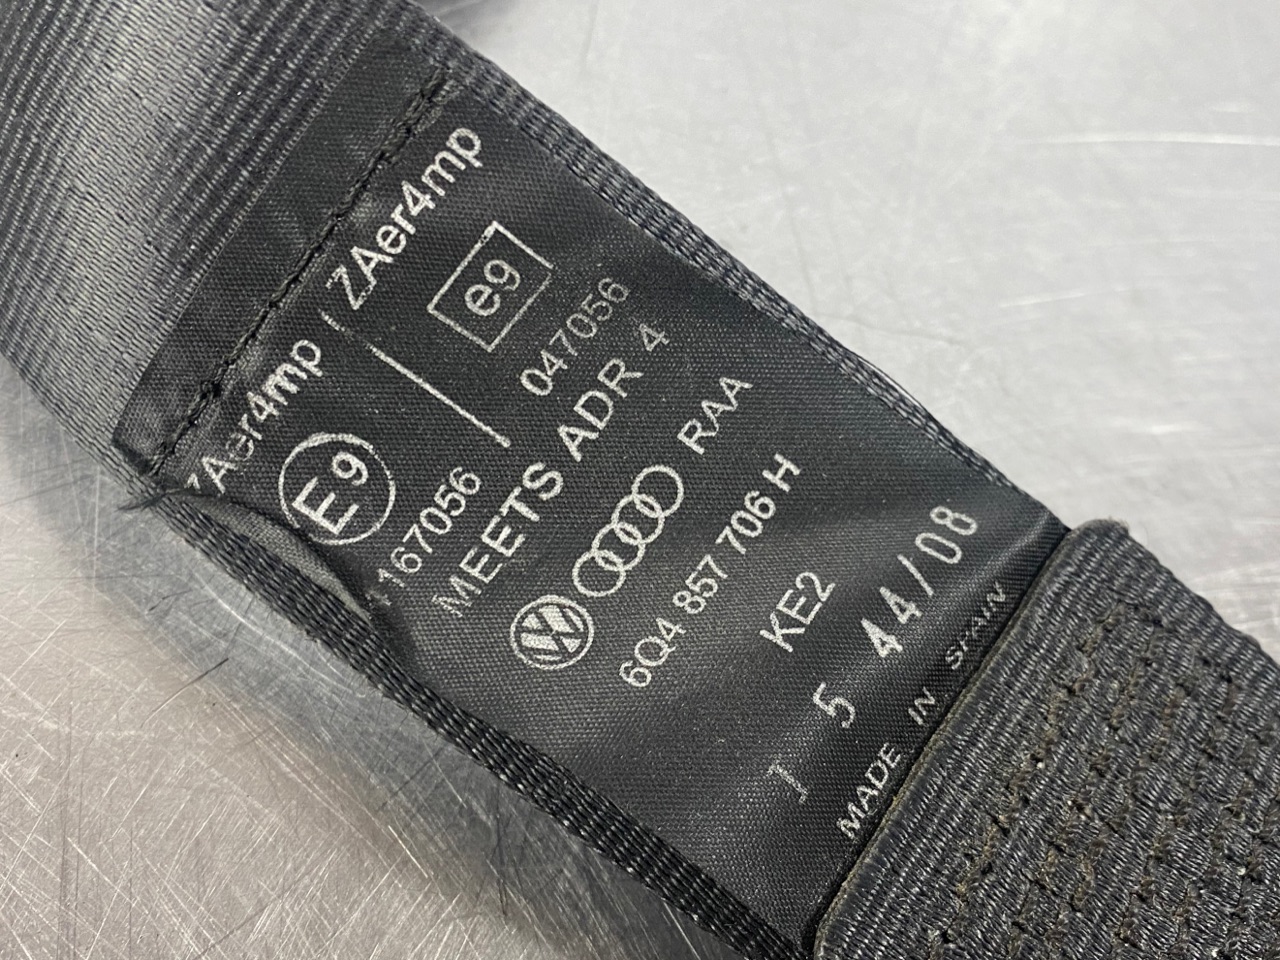 ZAer4mp
E9
167056
ZAer4mp
e9
047056
MEETS ADR 4
VW RAA
6Q4 857 706 H
KE2
T 5 44/08
MADE IN SPAIN